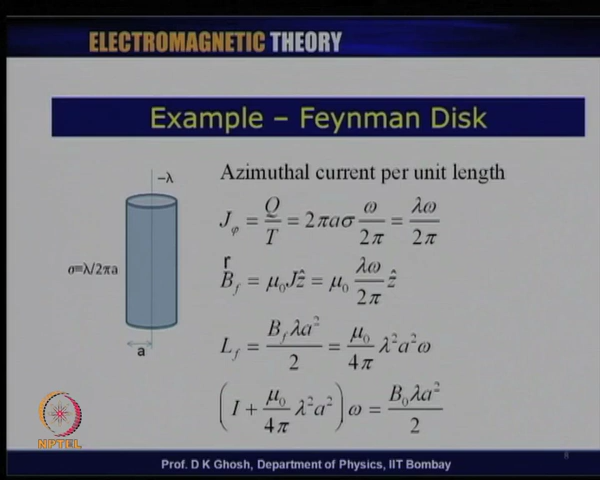 ELECTROMAGNETIC THEORY
Example – Feynman Disk
−λ
σ=λ/2πa
a
Azimuthal current per unit length
J_φ = Q/T = 2πaσ ω/2π = λω/2π
r
B_f = μ₀Jẑ = μ₀ λω/2π ẑ
L_f = B_f λa²/2 = μ₀/4π λ²a²ω
(I + μ₀/4π λ²a²) ω = B₀λa²/2
NPTEL
8
Prof. D K Ghosh, Department of Physics, IIT Bombay